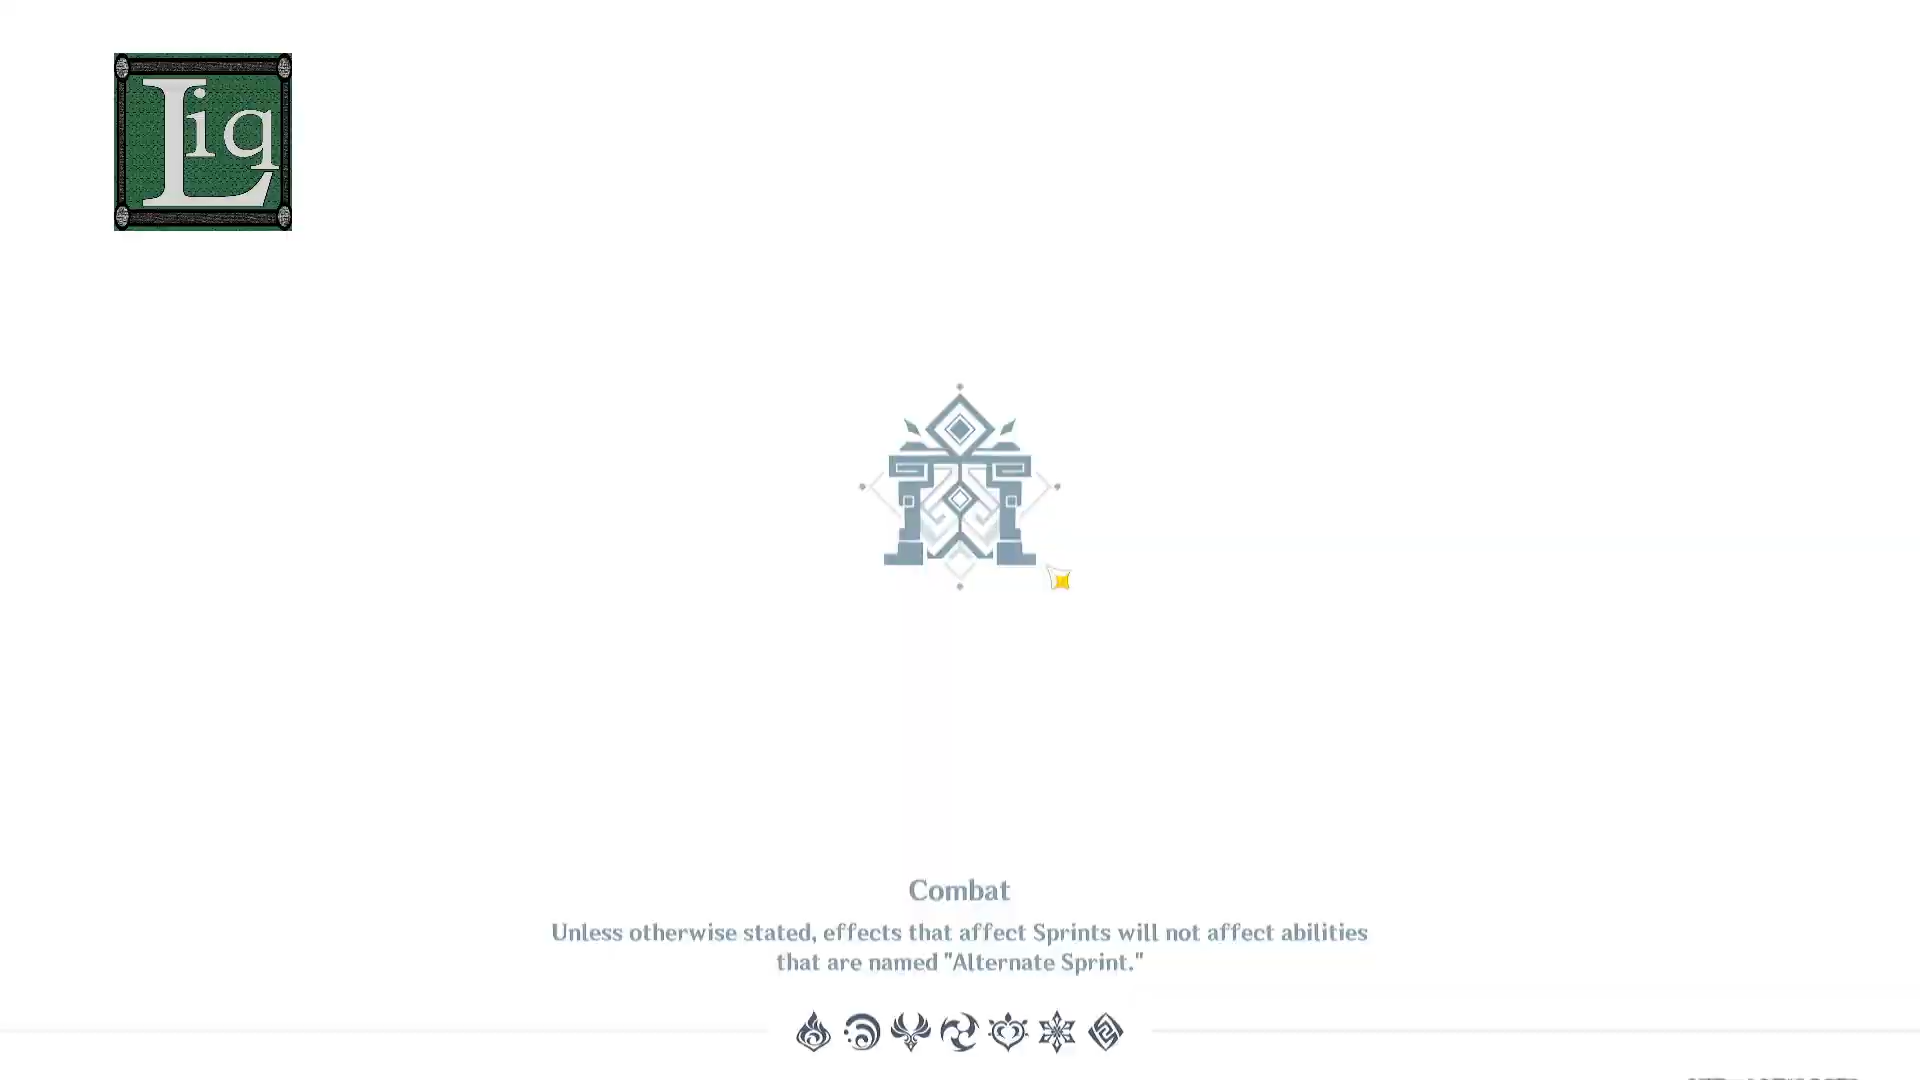 Liq
Combat
Unless otherwise stated, effects that affect Sprints will not affect abilities
that are named "Alternate Sprint."